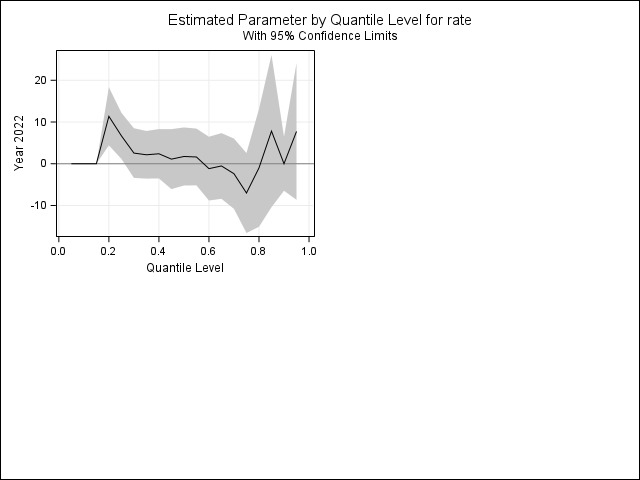 Estimated Parameter by Quantile Level for rate
With 95% Confidence Limits
Year 2022
20
10
0
-10
0.0 0.2 0.4 0.6 0.8 1.0
Quantile Level